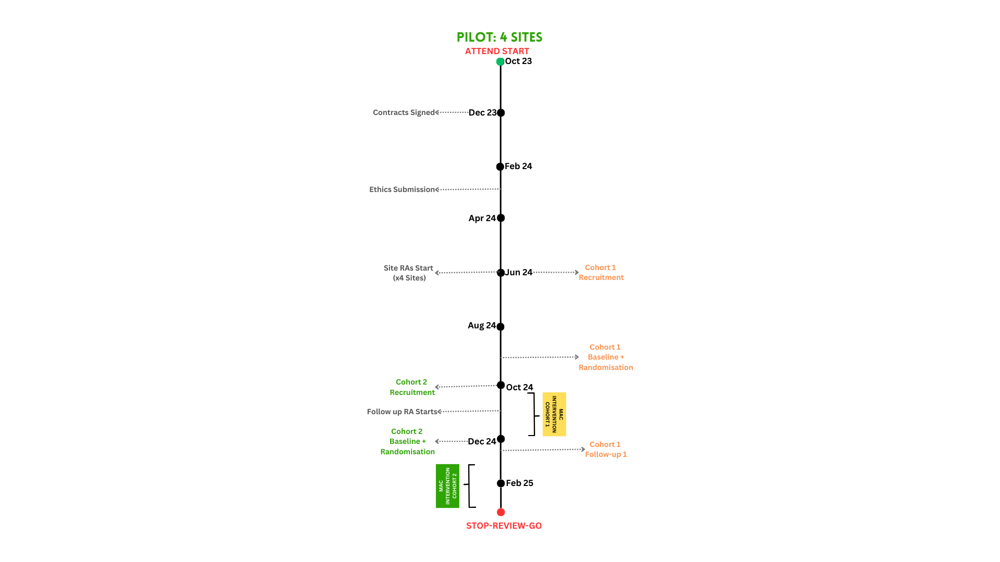 PILOT: 4 SITES
ATTEND START
Oct 23
Contracts Signed
Dec 23
Feb 24
Ethics Submission
Apr 24
Site RAs Start
(x4 Sites)
Jun 24
Cohort 1
Recruitment
Aug 24
Cohort 1
Baseline +
Randomisation
Cohort 2
Recruitment
Oct 24
MAC
INTERVENTION
COHORT 1
Follow up RA Starts
Cohort 2
Baseline +
Randomisation
Dec 24
Cohort 1
Follow-up 1
MAC
INTERVENTION
COHORT 2
Feb 25
STOP-REVIEW-GO